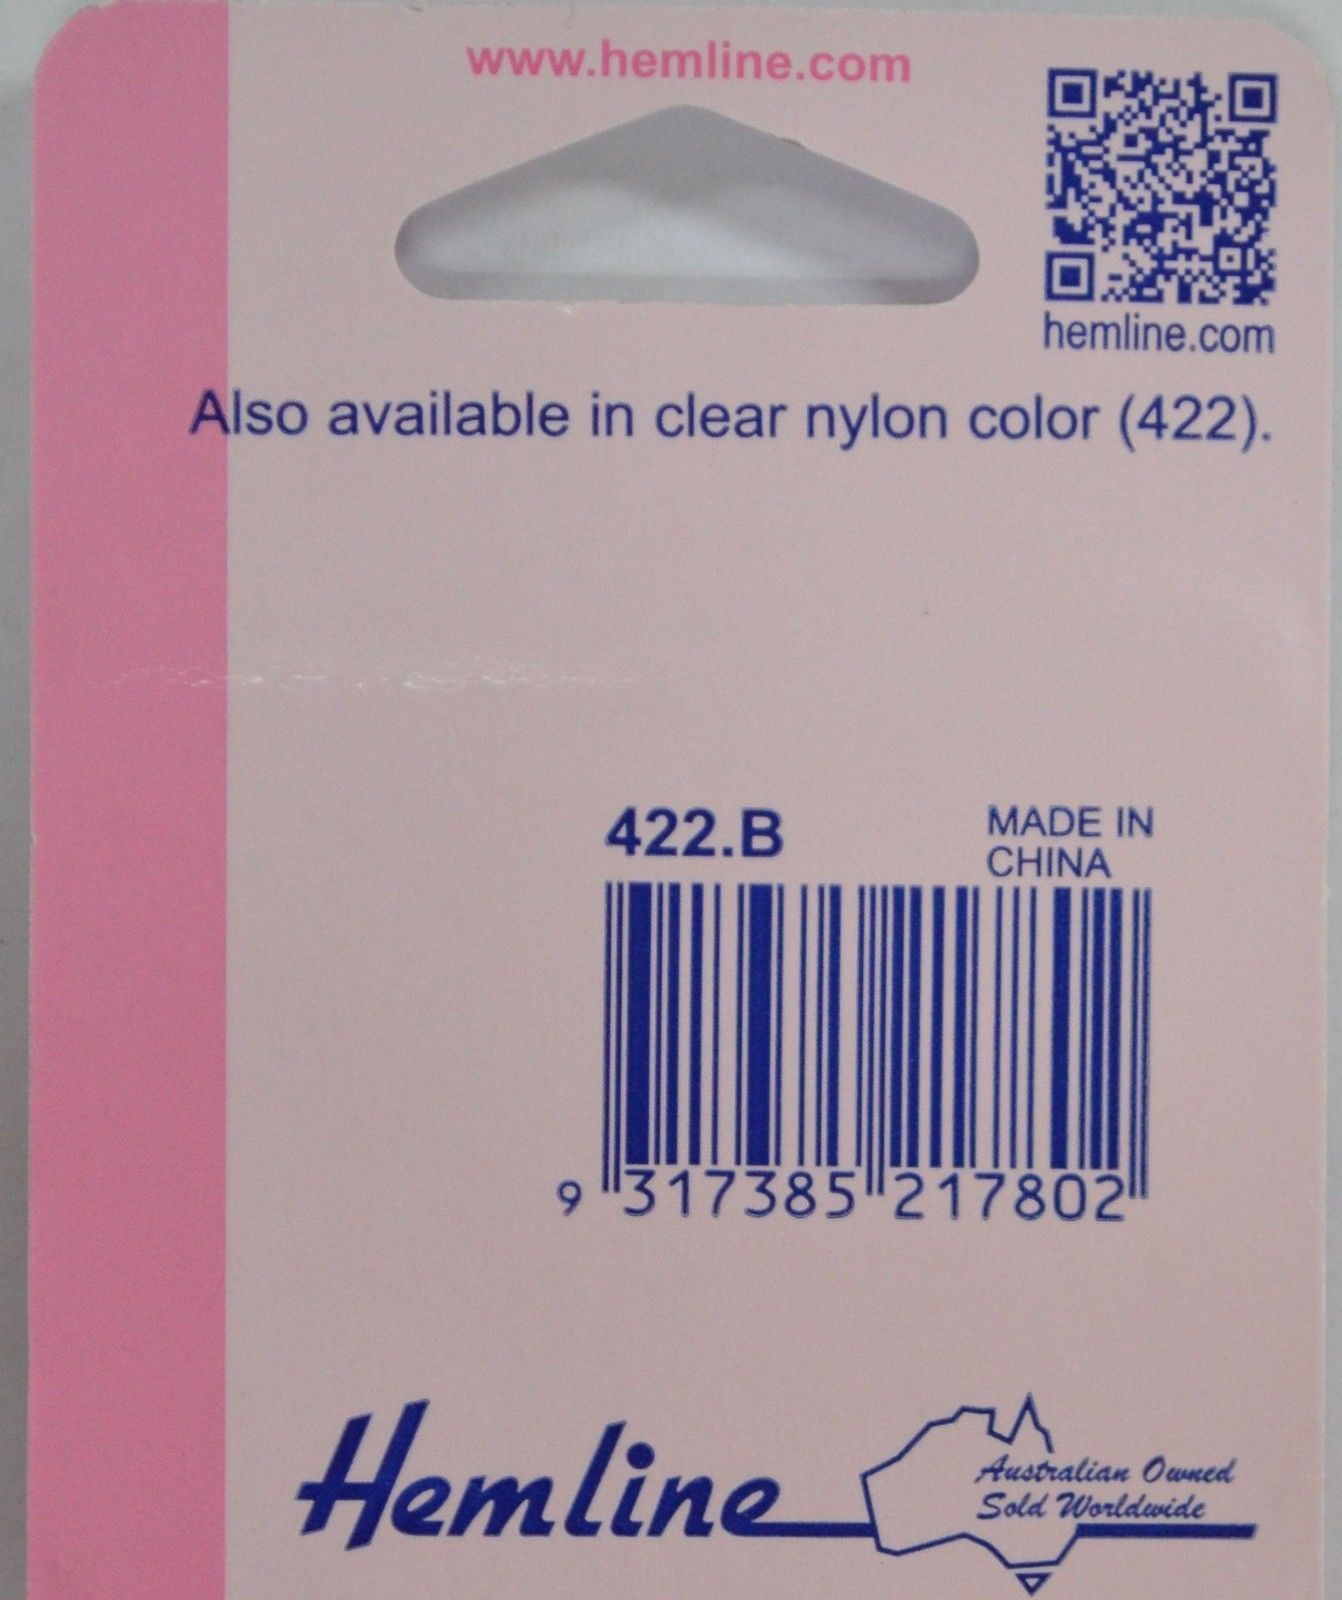 www.hemline.com
hemline.com
Also available in clear nylon color (422).
422.B
MADE IN
CHINA
9 317385 217802
Hemline
Australian Owned
Sold Worldwide